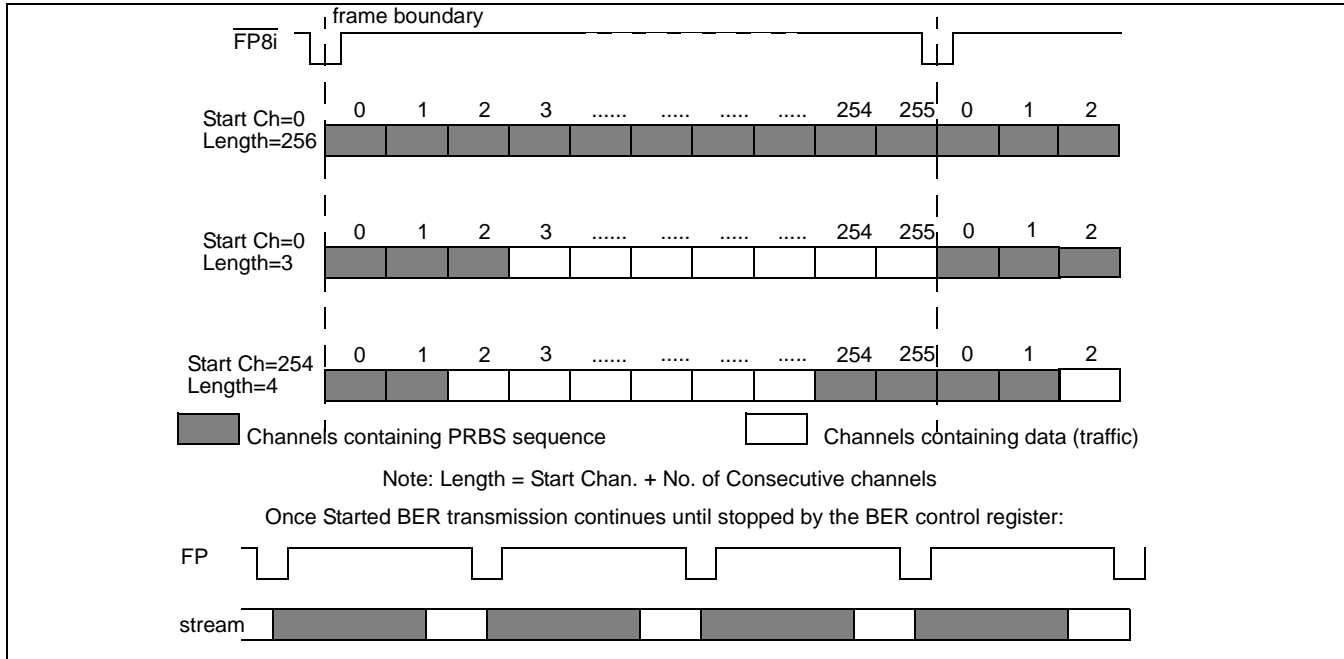 frame boundary
FP8i
0 1 2 3 ...... ..... ..... ..... 254 255 0 1 2
Start Ch=0
Length=256
0 1 2 3 ...... ..... ..... ..... 254 255 0 1 2
Start Ch=0
Length=3
0 1 2 3 ...... ..... ..... ..... 254 255 0 1 2
Start Ch=254
Length=4
Channels containing PRBS sequence
Channels containing data (traffic)
Note: Length = Start Chan. + No. of Consecutive channels
Once Started BER transmission continues until stopped by the BER control register:
FP
stream